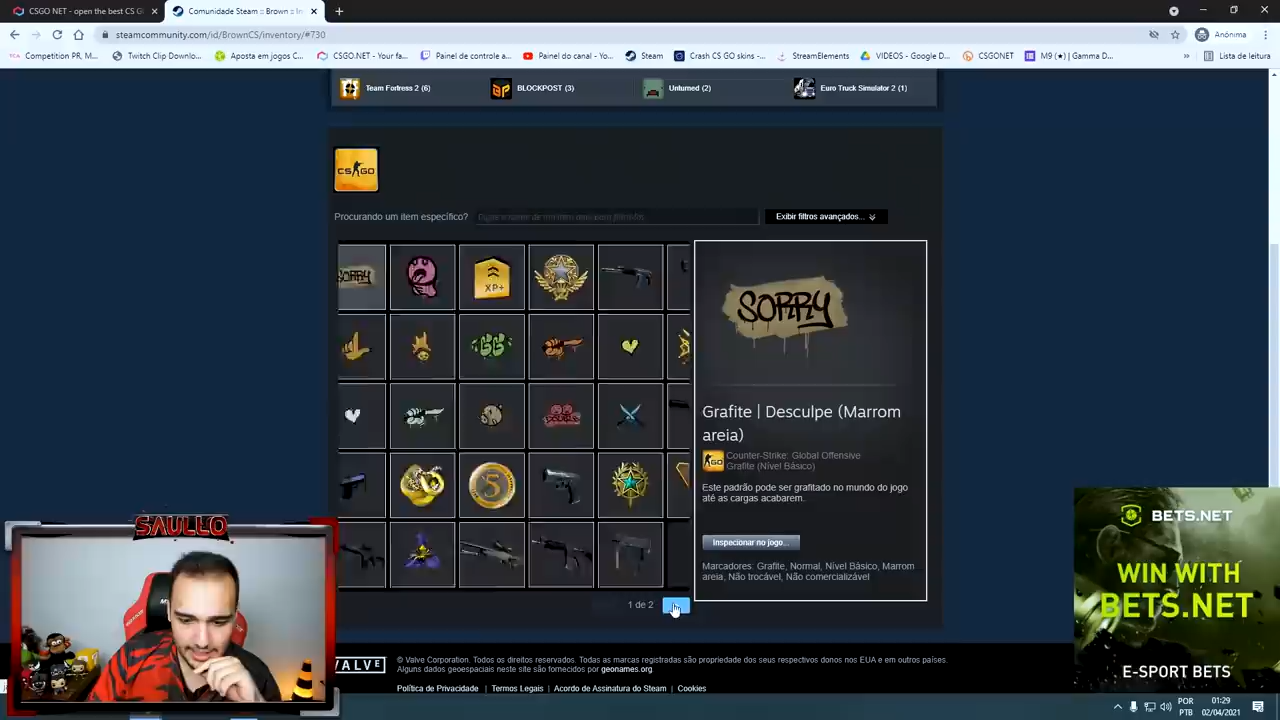 CSGO NET - open the best CS G
Comunidade Steam :: Brown :: In
steamcommunity.com/id/BrownCS/inventory/#730
Anônima
Competition PR, M...
Twitch Clip Downlo...
Aposta em jogos C...
CSGO.NET - Your fa...
Painel de controle a...
Painel do canal - Yo...
Steam
Crash CS GO skins -...
StreamElements
VIDEOS - Google D...
CSGONET
M9 (★) | Gamma D...
»
Lista de leitura
Team Fortress 2 (6)
BLOCKPOST (3)
Unturned (2)
Euro Truck Simulator 2 (1)
CS GO
Procurando um item específico?
Exibir filtros avançados...
SORRY
XP+
5
SORRY
Grafite | Desculpe (Marrom
areia)
GO
Counter-Strike: Global Offensive
Grafite (Nível Básico)
Este padrão pode ser grafitado no mundo do jogo
até as cargas acabarem.
Inspecionar no jogo...
Marcadores: Grafite, Normal, Nível Básico, Marrom
areia, Não trocável, Não comercializável
1 de 2
VALVE
© Valve Corporation. Todos os direitos reservados. Todas as marcas registradas são propriedade dos seus respectivos donos nos EUA e em outros países.
Alguns dados geoespaciais neste site são fornecidos por geonames.org.
Política de Privacidade | Termos Legais | Acordo de Assinatura do Steam | Cookies
SAULLO
BETS.NET
WIN WITH
BETS.NET
E-SPORT BETS
POR
PTB
01:29
02/04/2021